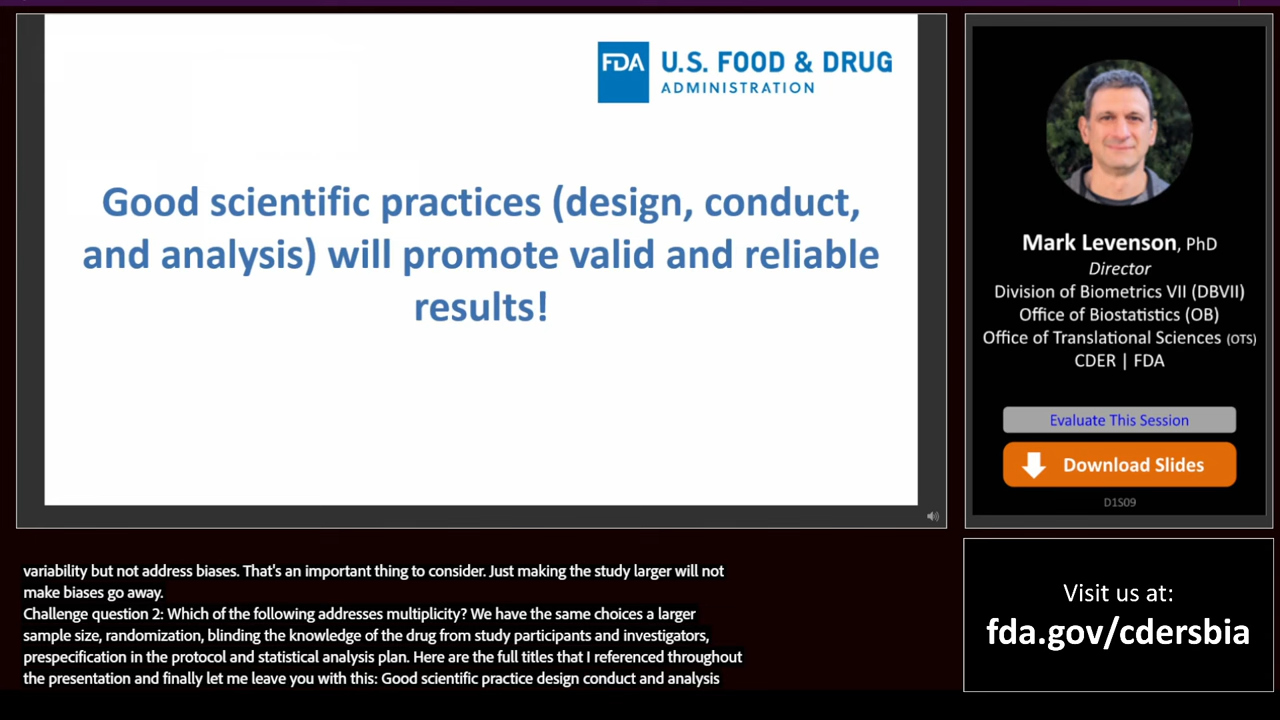 FDA U.S. FOOD & DRUG
ADMINISTRATION
Good scientific practices (design, conduct,
and analysis) will promote valid and reliable
results!
Mark Levenson, PhD
Director
Division of Biometrics VII (DBVII)
Office of Biostatistics (OB)
Office of Translational Sciences (OTS)
CDER | FDA
Evaluate This Session
Download Slides
D1S09
variability but not address biases. That's an important thing to consider. Just making the study larger will not
make biases go away.
Challenge question 2: Which of the following addresses multiplicity? We have the same choices a larger
sample size, randomization, blinding the knowledge of the drug from study participants and investigators,
prespecification in the protocol and statistical analysis plan. Here are the full titles that I referenced throughout
the presentation and finally let me leave you with this: Good scientific practice design conduct and analysis
Visit us at:
fda.gov/cdersbia